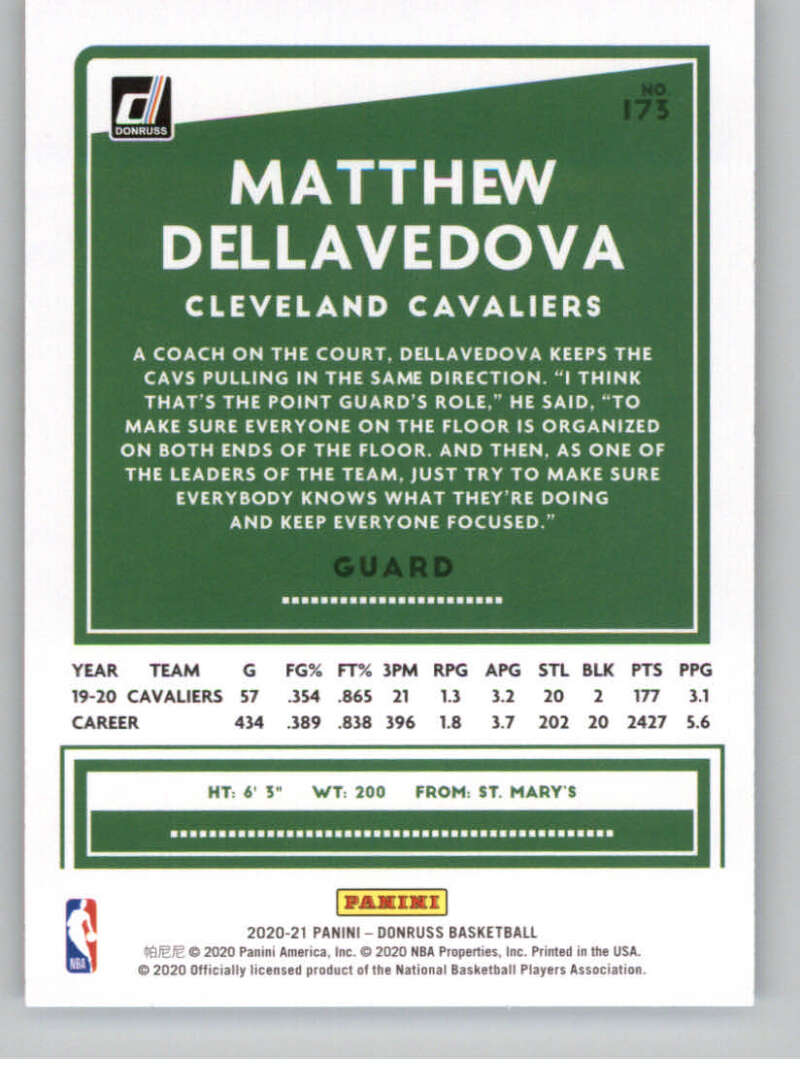 DONRUSS
NO.
173
MATTHEW
DELLAVEDOVA
CLEVELAND CAVALIERS
A COACH ON THE COURT, DELLAVEDOVA KEEPS THE
CAVS PULLING IN THE SAME DIRECTION. “I THINK
THAT’S THE POINT GUARD’S ROLE,” HE SAID, “TO
MAKE SURE EVERYONE ON THE FLOOR IS ORGANIZED
ON BOTH ENDS OF THE FLOOR. AND THEN, AS ONE OF
THE LEADERS OF THE TEAM, JUST TRY TO MAKE SURE
EVERYBODY KNOWS WHAT THEY’RE DOING
AND KEEP EVERYONE FOCUSED.”
GUARD
YEAR TEAM G FG% FT% 3PM RPG APG STL BLK PTS PPG
19-20 CAVALIERS 57 .354 .865 21 1.3 3.2 20 2 177 3.1
CAREER 434 .389 .838 396 1.8 3.7 202 20 2427 5.6
HT: 6' 3" WT: 200 FROM: ST. MARY'S
PANINI
2020-21 PANINI – DONRUSS BASKETBALL
帕尼尼 © 2020 Panini America, Inc. © 2020 NBA Properties, Inc. Printed in the USA.
© 2020 Officially licensed product of the National Basketball Players Association.
NBA